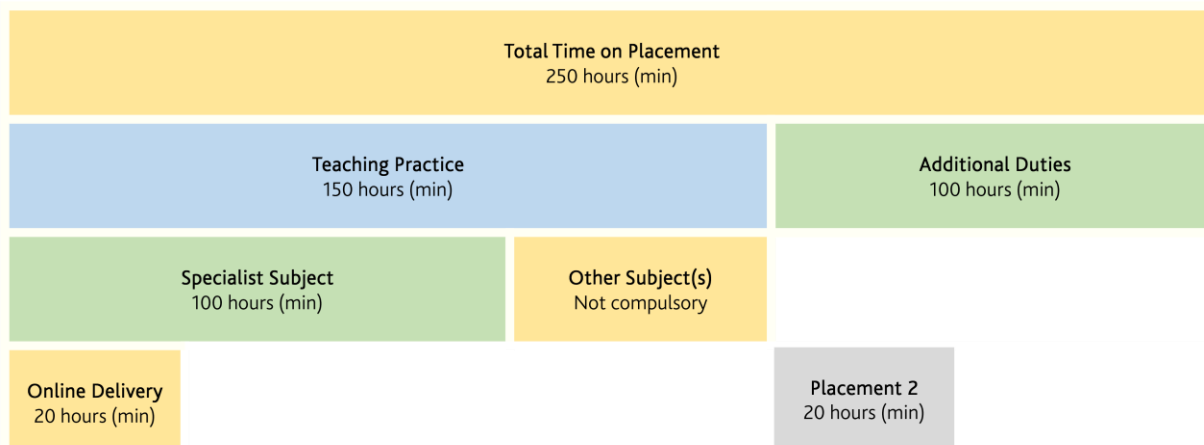 Total Time on Placement
250 hours (min)
Teaching Practice
150 hours (min)
Additional Duties
100 hours (min)
Specialist Subject
100 hours (min)
Other Subject(s)
Not compulsory
Online Delivery
20 hours (min)
Placement 2
20 hours (min)